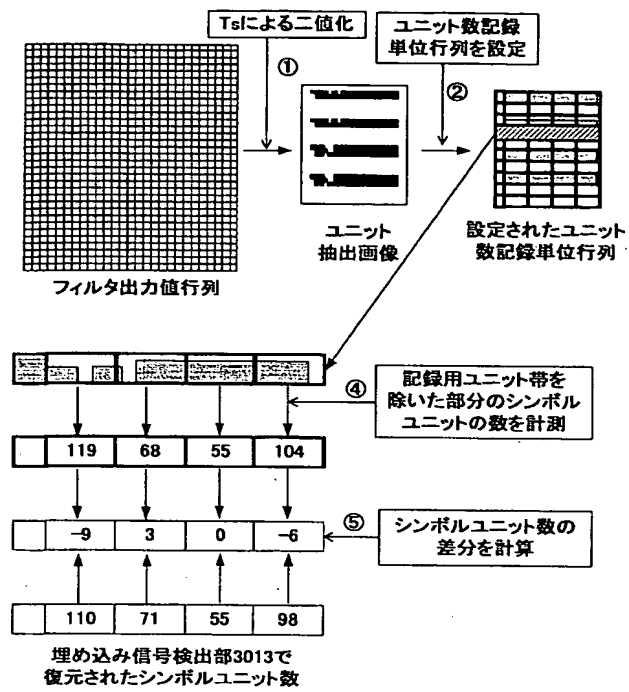 Tsによる二値化
ユニット数記録
単位行列を設定
①
②
ユニット
抽出画像
設定されたユニット
数記録単位行列
フィルタ出力値行列
④
記録用ユニット帯を
除いた部分のシンボル
ユニットの数を計測
119 68 55 104
⑤
−9 3 0 −6
シンボルユニット数の
差分を計算
110 71 55 98
埋め込み信号検出部3013で
復元されたシンボルユニット数